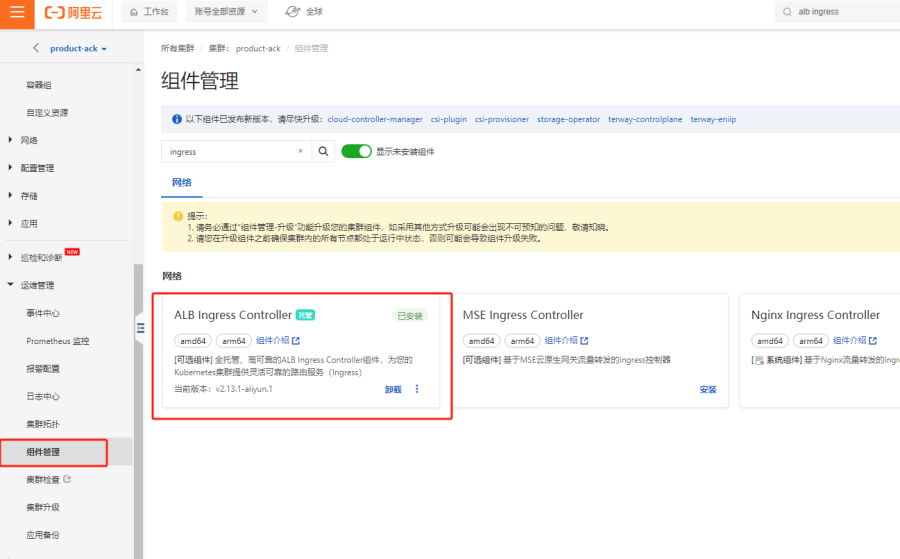 阿里云
工作台
账号全部资源
全球
alb ingress
product-ack
容器组
自定义资源
网络
配置管理
存储
应用
巡检和诊断
NEW
运维管理
事件中心
Prometheus 监控
报警配置
日志中心
集群拓扑
组件管理
集群检查
集群升级
应用备份
所有集群 / 集群: product-ack / 组件管理
组件管理
以下组件已发布新版本，请尽快升级: cloud-controller-manager csi-plugin csi-provisioner storage-operator terway-controlplane terway-eniip
ingress
×
显示未安装组件
网络
提示:
1. 请务必通过"组件管理-升级"功能升级您的集群组件，如采用其他方式升级可能会出现不可预知的问题，敬请知晓。
2. 请您在升级组件之前确保集群内的所有节点都处于运行中状态，否则可能会导致组件升级失败。
网络
ALB Ingress Controller 托管
已安装
amd64 arm64 组件介绍
[可选组件] 全托管、高可靠的ALB Ingress Controller组件，为您的
Kubernetes集群提供灵活可靠的路由服务（Ingress）
当前版本: v2.13.1-aliyun.1
卸载
MSE Ingress Controller
amd64 arm64 组件介绍
[可选组件] 基于MSE云原生网关流量转发的Ingress控制器
安装
Nginx Ingress Controller
amd64 arm64 组件介绍
[系统组件] 基于Nginx流量转发的Ingre